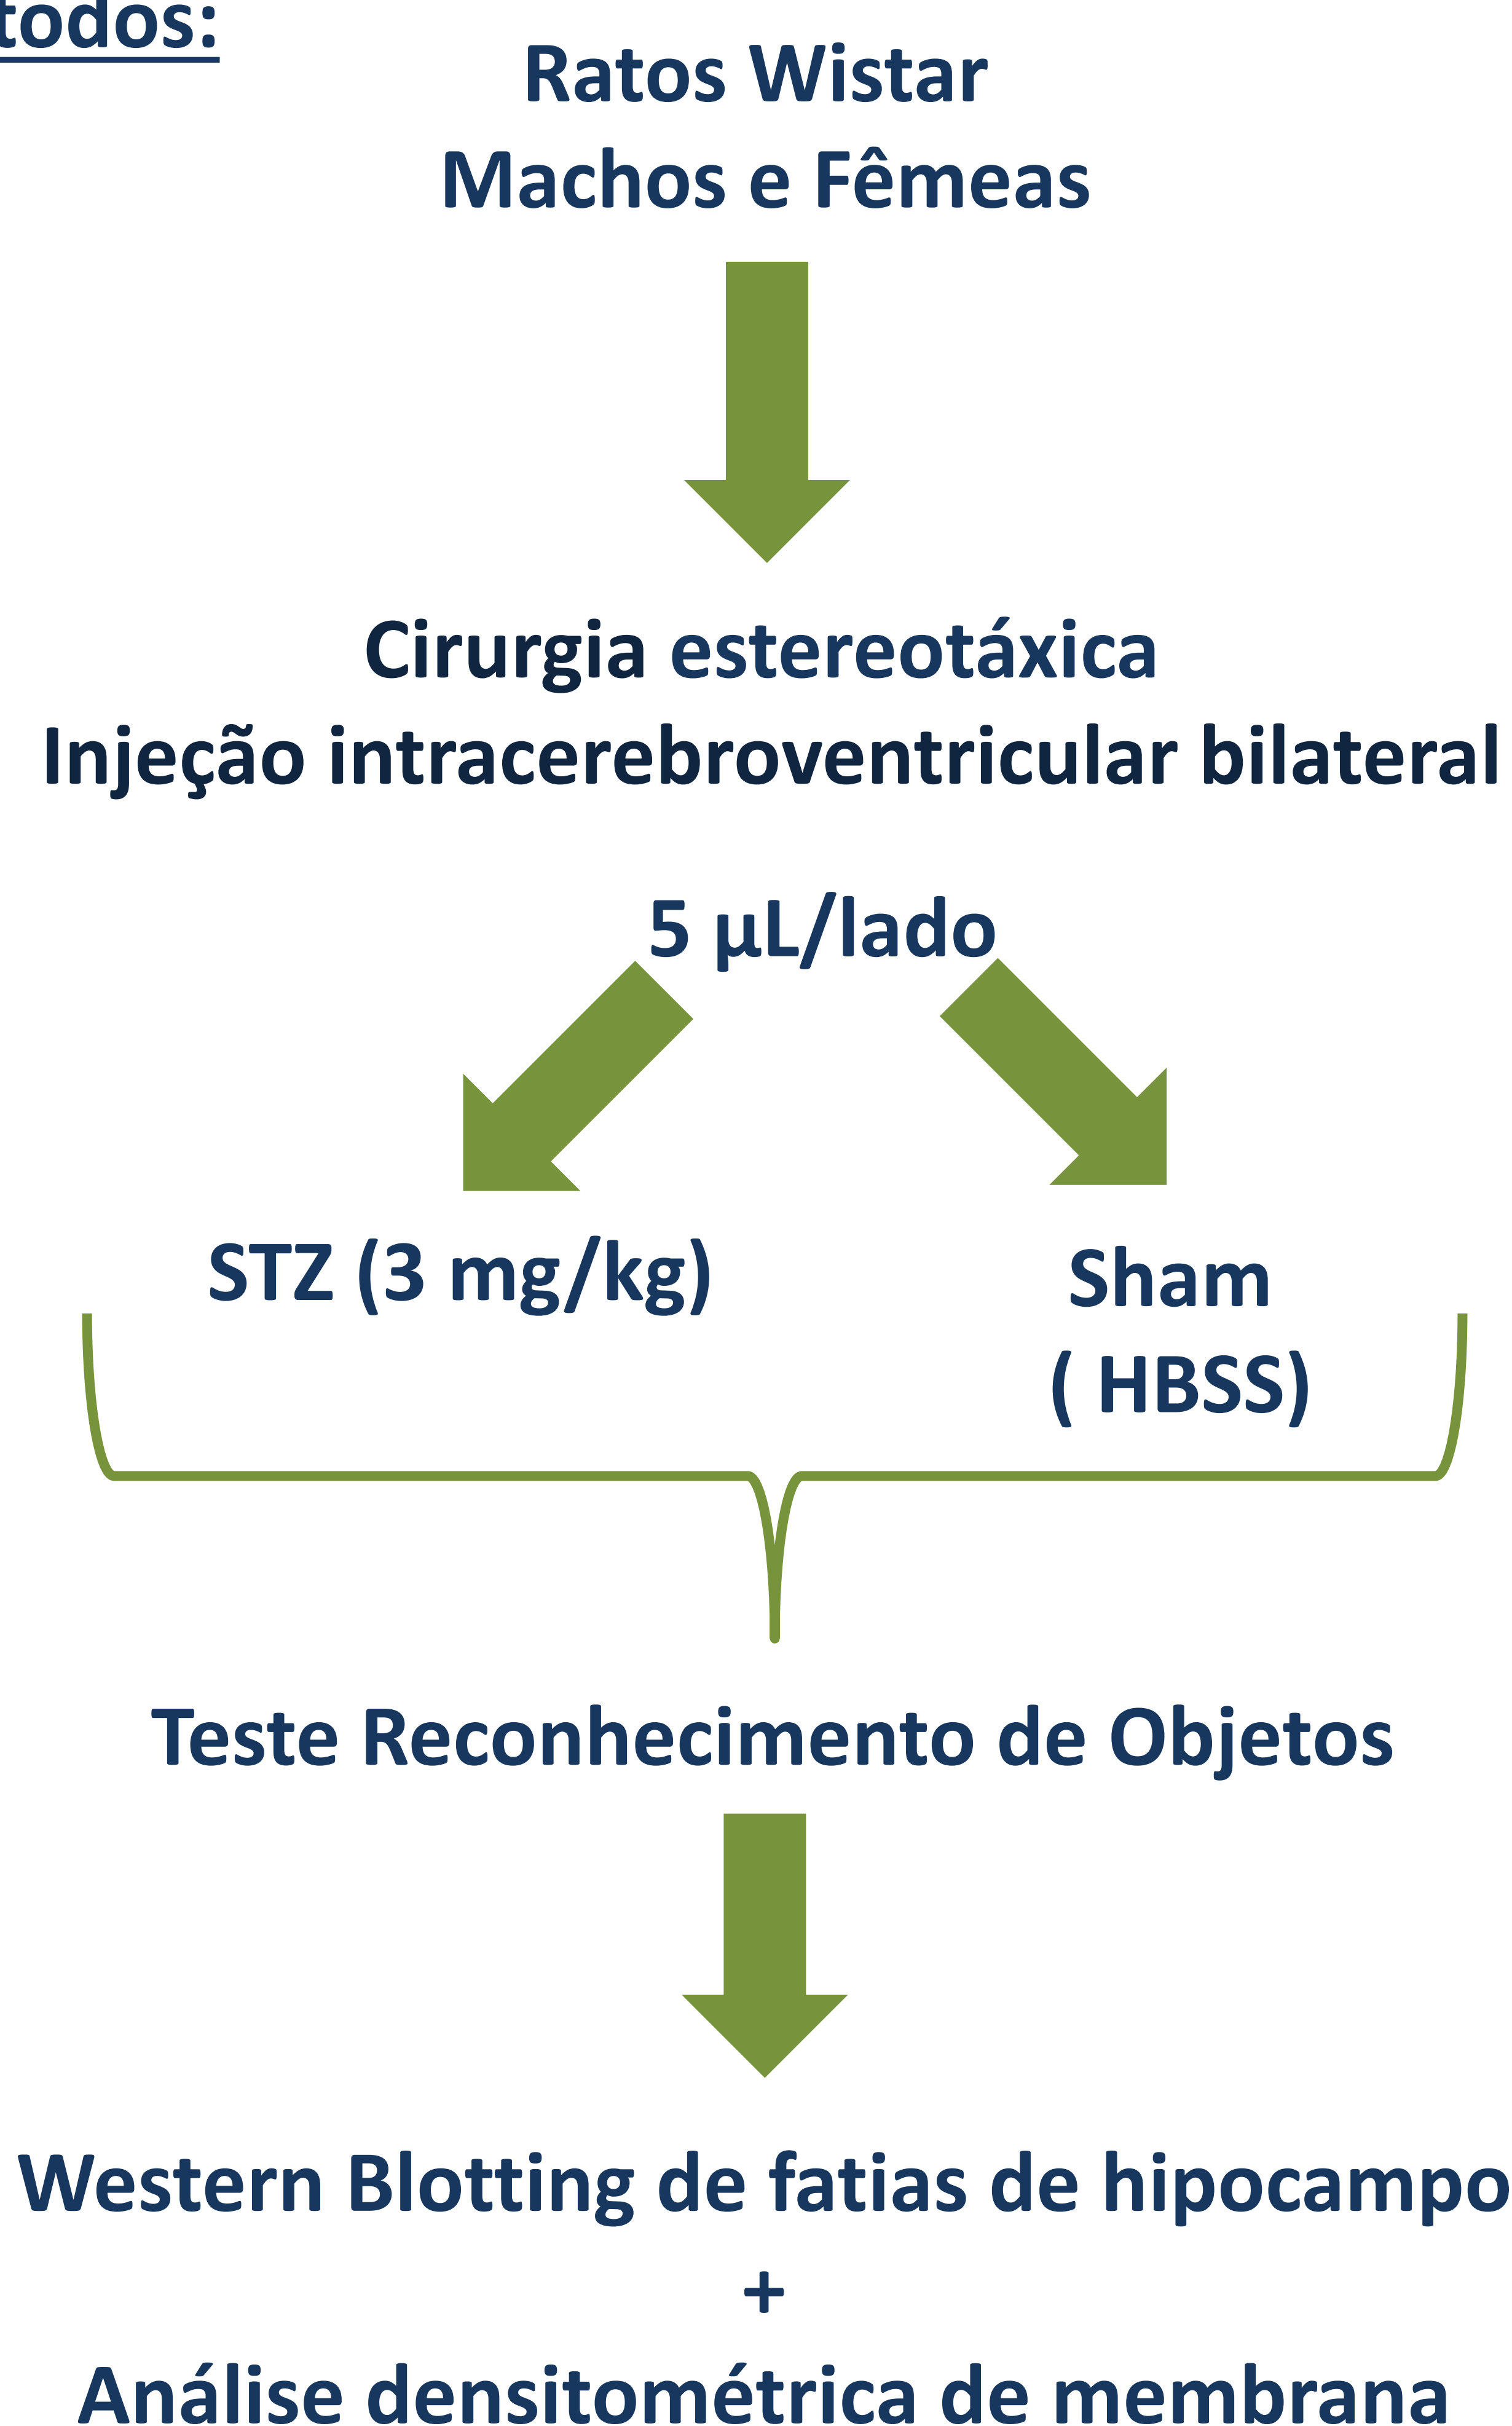 todos:
Ratos Wistar
Machos e Fêmeas
Cirurgia estereotáxica
Injeção intracerebroventricular bilateral
5 µL/lado
STZ (3 mg/kg)
Sham
( HBSS)
Teste Reconhecimento de Objetos
Western Blotting de fatias de hipocampo
+
Análise densitométrica de membrana